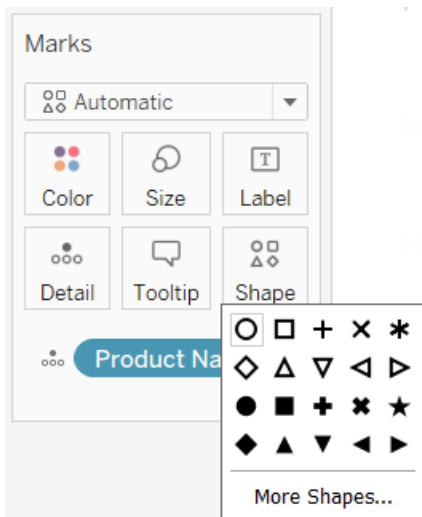 Marks
Automatic
Color Size Label
T
Detail Tooltip Shape
Product Na
More Shapes...